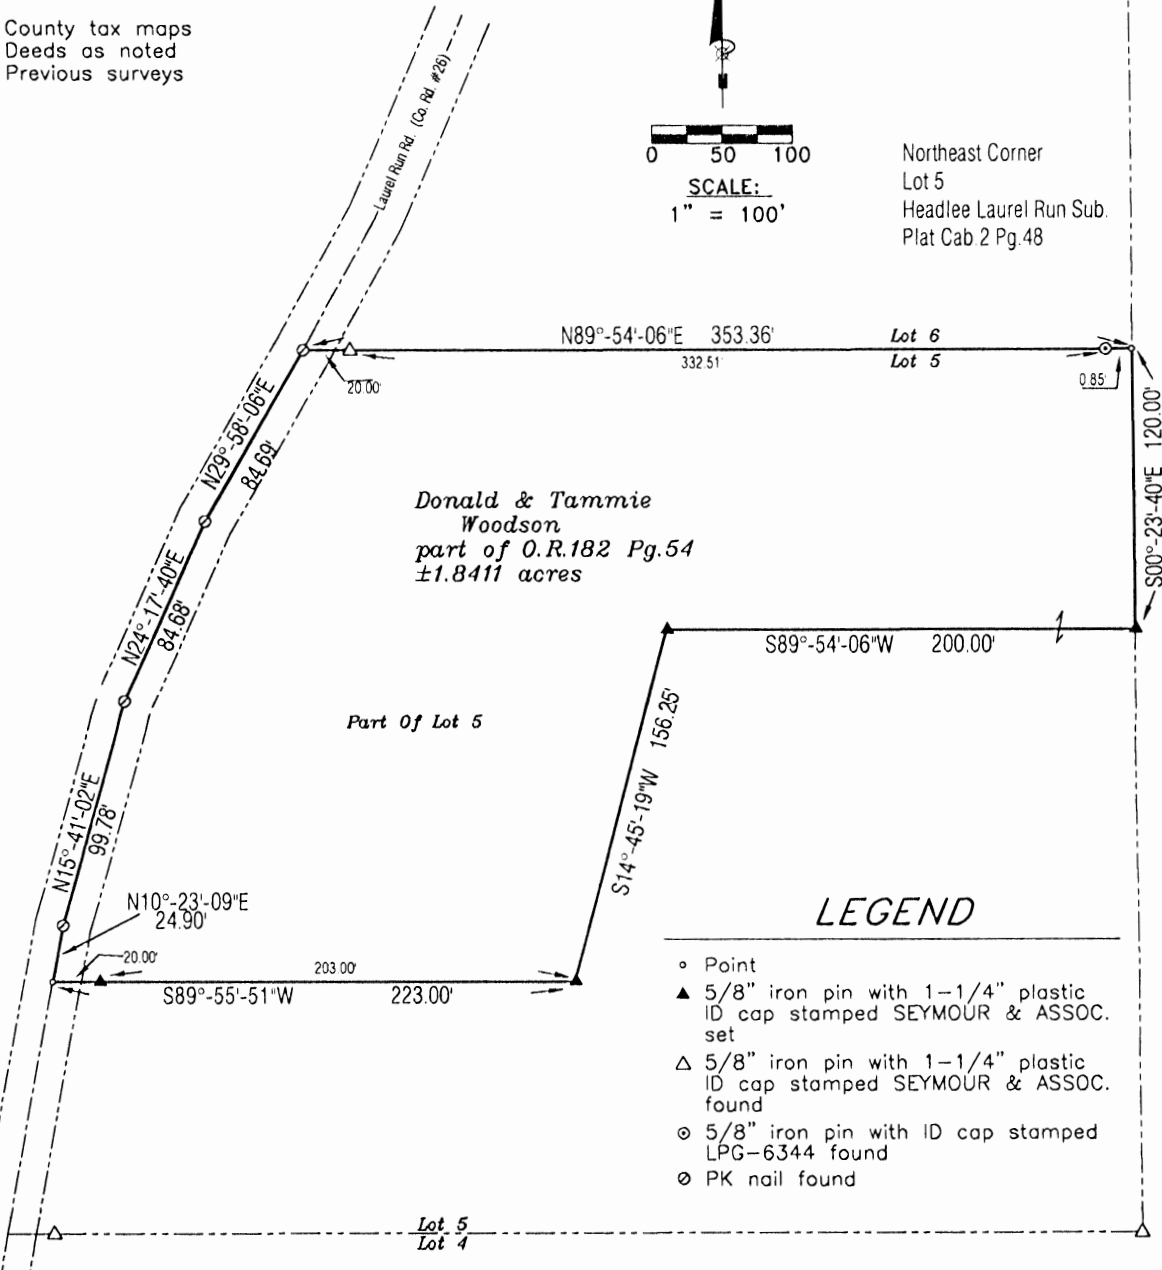 County tax maps
Deeds as noted
Previous surveys
Laurel Run Rd. (Co. Rd. #26)
0 50 100
SCALE:
1" = 100'
Northeast Corner
Lot 5
Headlee Laurel Run Sub.
Plat Cab.2 Pg.48
N89°-54'-06"E 353.36'
Lot 6
332.51'
Lot 5
20.00'
0.85'
S00°-23'-40"E 120.00'
N29°-58'-06"E
84.69'
Donald & Tammie
Woodson
part of O.R.182 Pg.54
±1.8411 acres
N24°-17'-40"E
84.68'
S89°-54'-06"W 200.00'
Part Of Lot 5
S14°-45'-19"W 156.25'
N15°-41'-02"E
99.78'
N10°-23'-09"E
24.90'
20.00'
203.00'
S89°-55'-51"W 223.00'
LEGEND
Point
5/8" iron pin with 1-1/4" plastic
ID cap stamped SEYMOUR & ASSOC.
set
5/8" iron pin with 1-1/4" plastic
ID cap stamped SEYMOUR & ASSOC.
found
5/8" iron pin with ID cap stamped
LPG-6344 found
PK nail found
Lot 5
Lot 4